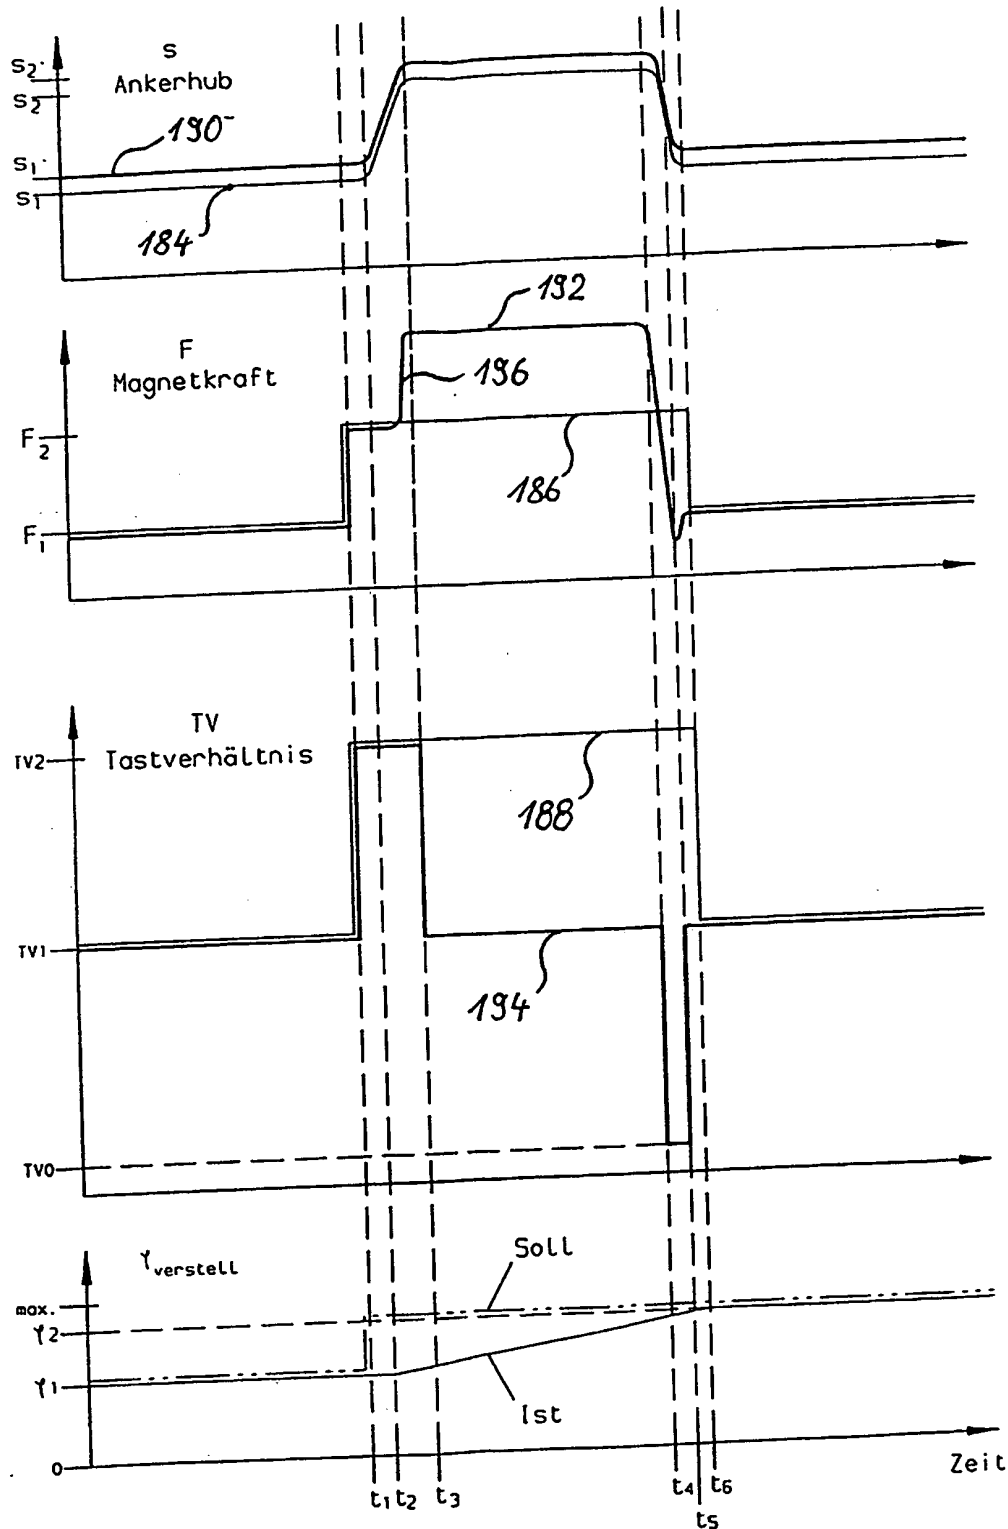 s
Ankerhub
s2'
s2
s1'
s1
190
184
F
Magnetkraft
F2
F1
192
196
186
TV
Tastverhältnis
TV2
TV1
TV0
188
194
γverstell
max.
γ2
γ1
0
Soll
Ist
Zeit
t1 t2 t3 t4 t5 t6